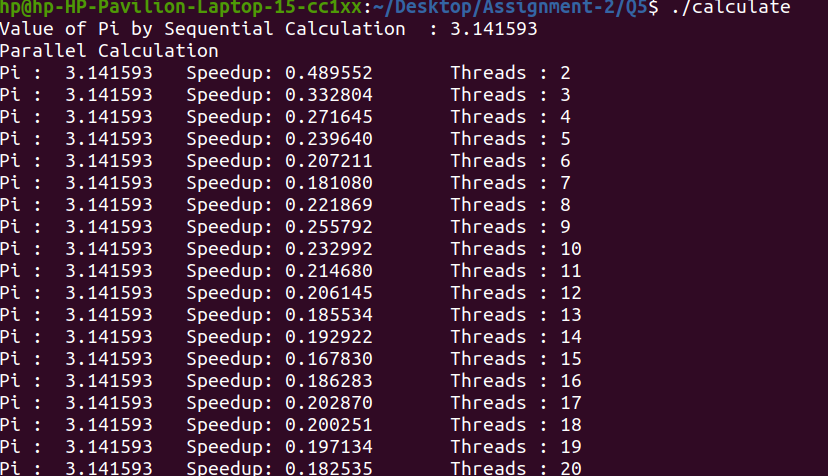 hp@hp-HP-Pavilion-Laptop-15-cc1xx:~/Desktop/Assignment-2/Q5$ ./calculate
Value of Pi by Sequential Calculation  : 3.141593
Parallel Calculation
Pi :  3.141593   Speedup: 0.489552       Threads : 2
Pi :  3.141593   Speedup: 0.332804       Threads : 3
Pi :  3.141593   Speedup: 0.271645       Threads : 4
Pi :  3.141593   Speedup: 0.239640       Threads : 5
Pi :  3.141593   Speedup: 0.207211       Threads : 6
Pi :  3.141593   Speedup: 0.181080       Threads : 7
Pi :  3.141593   Speedup: 0.221869       Threads : 8
Pi :  3.141593   Speedup: 0.255792       Threads : 9
Pi :  3.141593   Speedup: 0.232992       Threads : 10
Pi :  3.141593   Speedup: 0.214680       Threads : 11
Pi :  3.141593   Speedup: 0.206145       Threads : 12
Pi :  3.141593   Speedup: 0.185534       Threads : 13
Pi :  3.141593   Speedup: 0.192922       Threads : 14
Pi :  3.141593   Speedup: 0.167830       Threads : 15
Pi :  3.141593   Speedup: 0.186283       Threads : 16
Pi :  3.141593   Speedup: 0.202870       Threads : 17
Pi :  3.141593   Speedup: 0.200251       Threads : 18
Pi :  3.141593   Speedup: 0.197134       Threads : 19
Pi :  3.141593   Speedup: 0.182535       Threads : 20